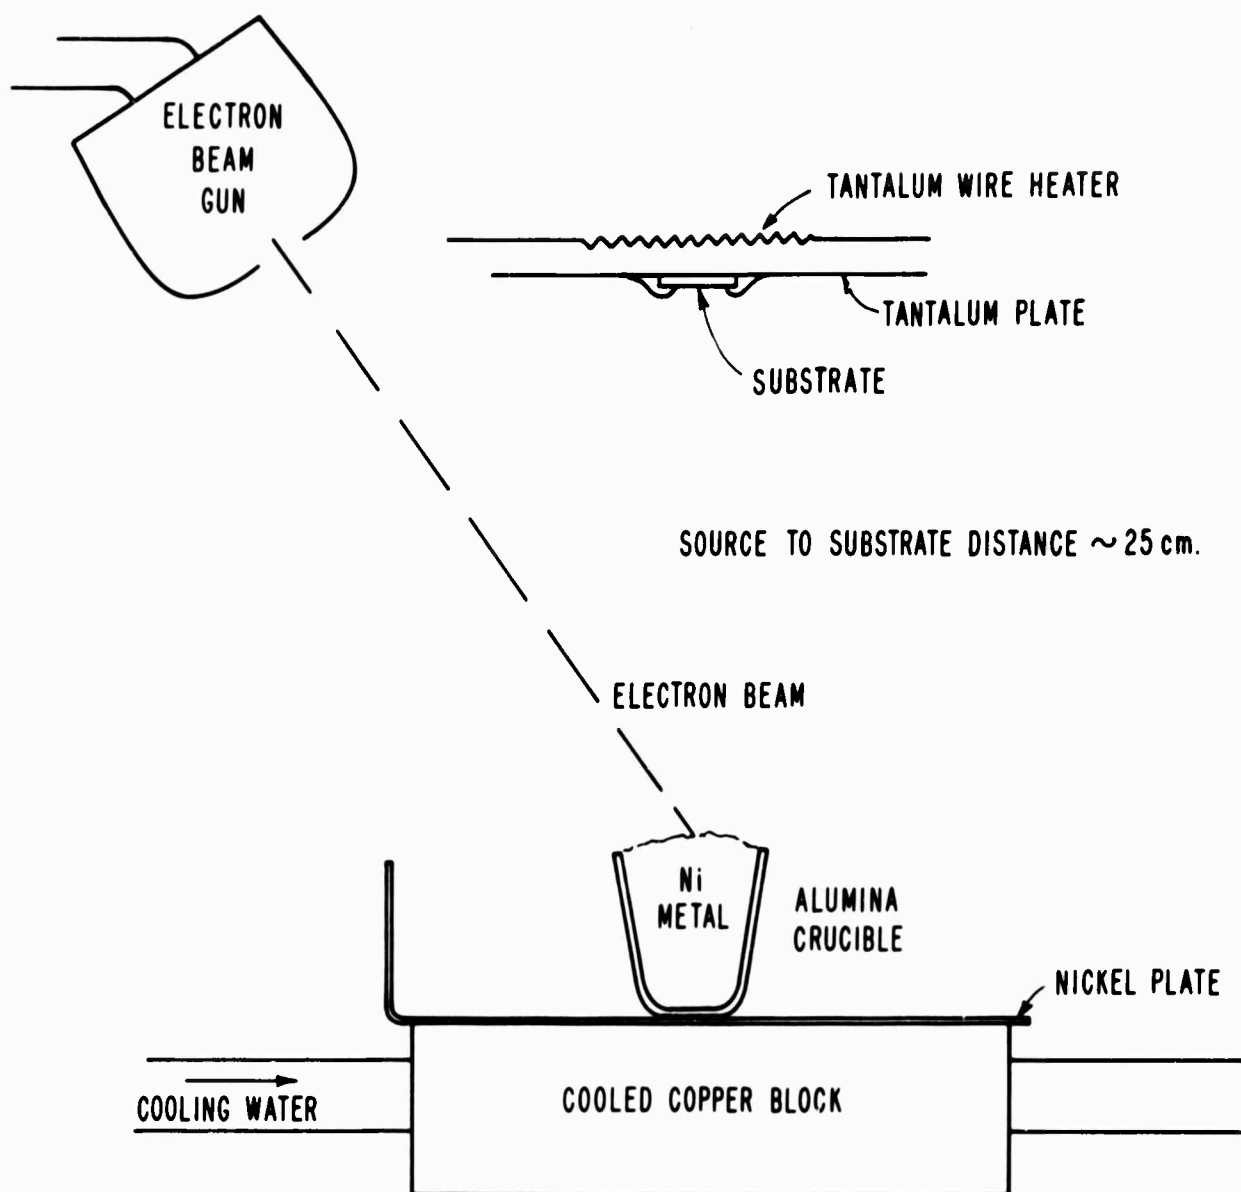 ELECTRON
BEAM
GUN
TANTALUM WIRE HEATER
TANTALUM PLATE
SUBSTRATE
SOURCE TO SUBSTRATE DISTANCE ~ 25 cm.
ELECTRON BEAM
Ni
METAL
ALUMINA
CRUCIBLE
NICKEL PLATE
COOLING WATER
COOLED COPPER BLOCK